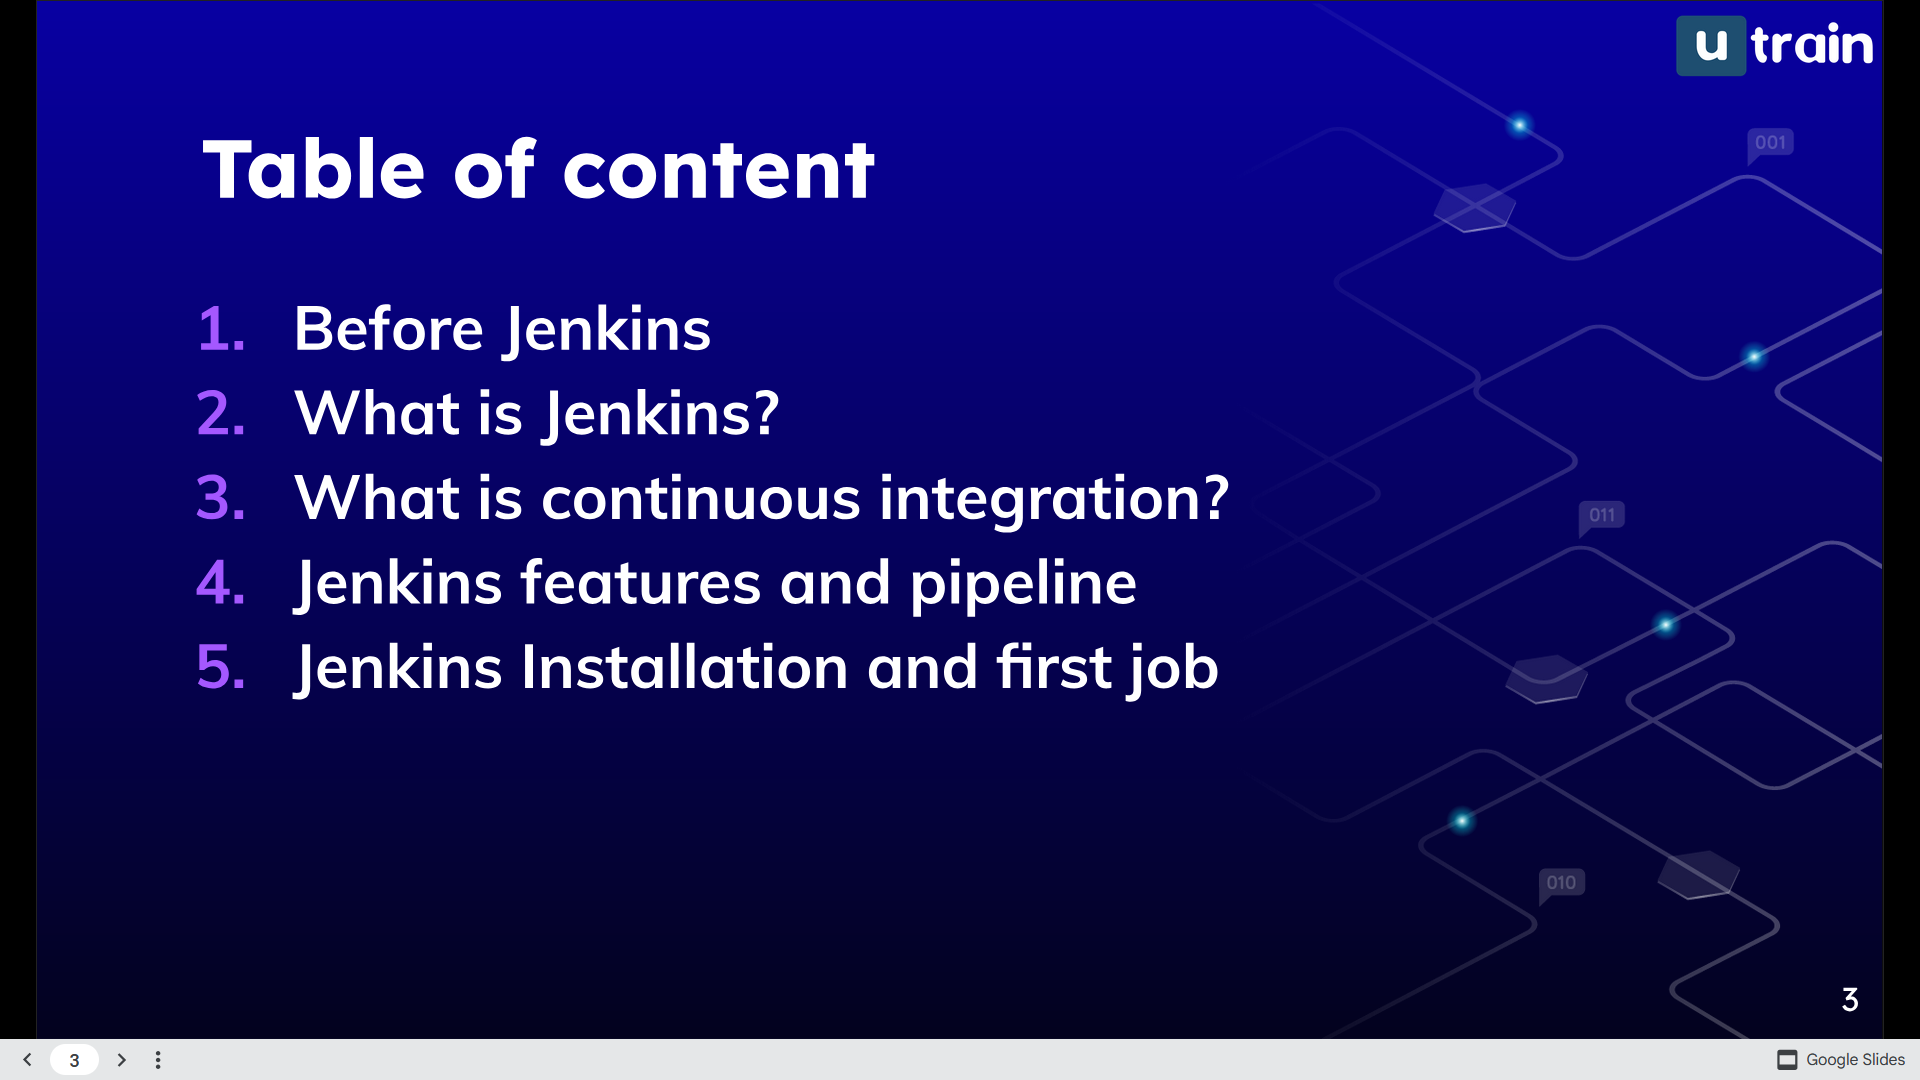 u train
Table of content
001
1. Before Jenkins
2. What is Jenkins?
3. What is continuous integration?
011
4. Jenkins features and pipeline
5. Jenkins Installation and first job
010
3
3
Google Slides